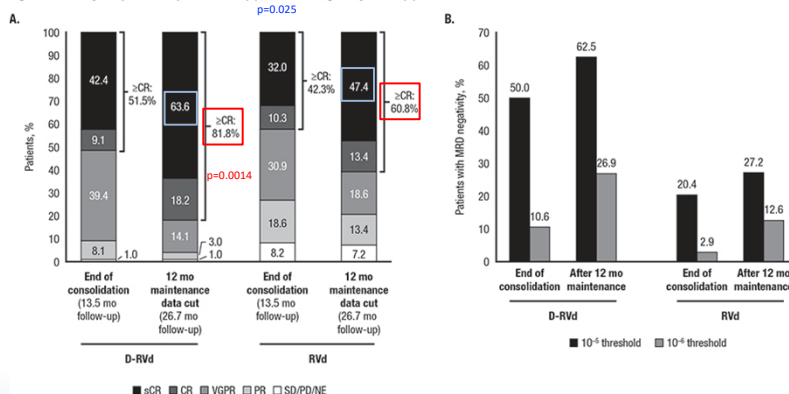 p=0.025
A.
Patients, %
100
90
80
70
60
50
40
30
20
10
0
42.4
9.1
39.4
8.1
1.0
≥CR:
51.5%
63.6
18.2
14.1
3.0
1.0
≥CR:
81.8%
p=0.0014
32.0
10.3
30.9
18.6
8.2
≥CR:
42.3%
47.4
13.4
18.6
13.4
7.2
≥CR:
60.8%
End of
consolidation
(13.5 mo
follow-up)
12 mo
maintenance
data cut
(26.7 mo
follow-up)
End of
consolidation
(13.5 mo
follow-up)
12 mo
maintenance
data cut
(26.7 mo
follow-up)
D-RVd
RVd
sCR CR VGPR PR SD/PD/NE
B.
Patients with MRD negativity, %
70
60
50
40
30
20
10
0
50.0
10.6
62.5
26.9
20.4
2.9
27.2
12.6
End of
consolidation
After 12 mo
maintenance
End of
consolidation
After 12 mo
maintenance
D-RVd
RVd
10⁻⁵ threshold 10⁻⁶ threshold